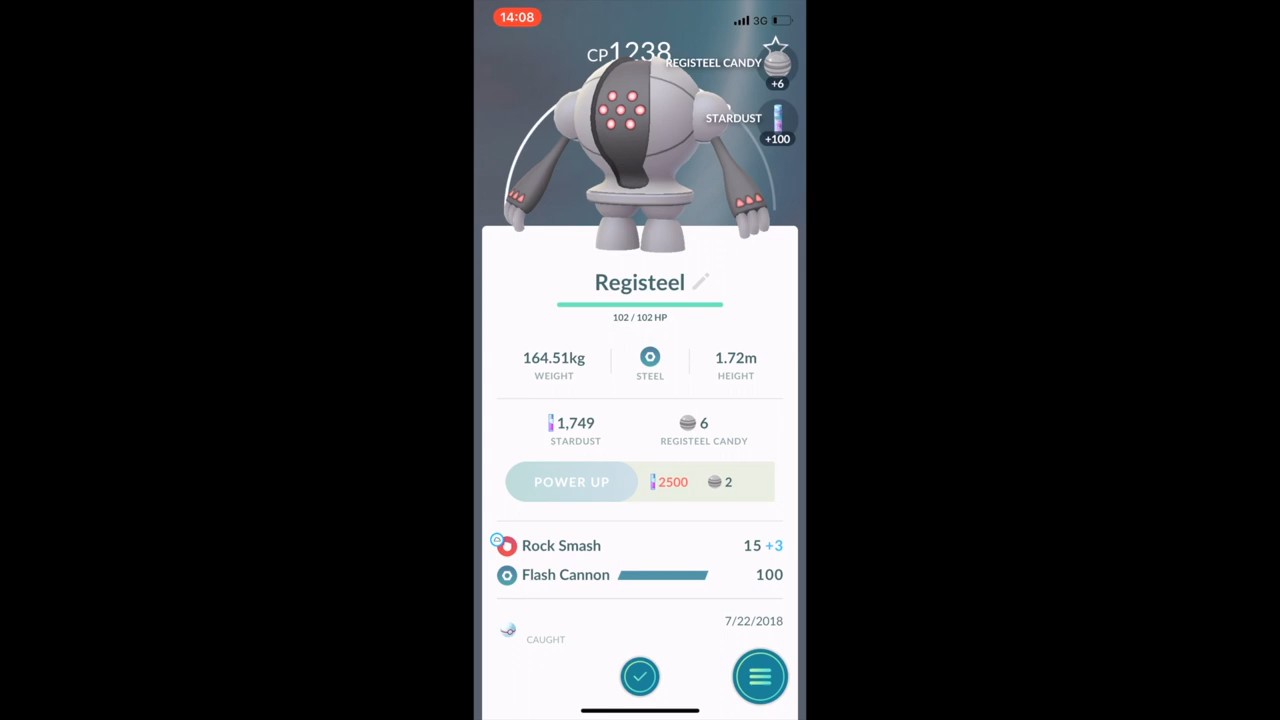 14:08
3G
CP1238
REGISTEEL CANDY
+6
STARDUST
+100
Registeel
102 / 102 HP
164.51kg
WEIGHT
STEEL
1.72m
HEIGHT
1,749
STARDUST
6
REGISTEEL CANDY
POWER UP
2500
2
Rock Smash
15 +3
Flash Cannon
100
7/22/2018
CAUGHT